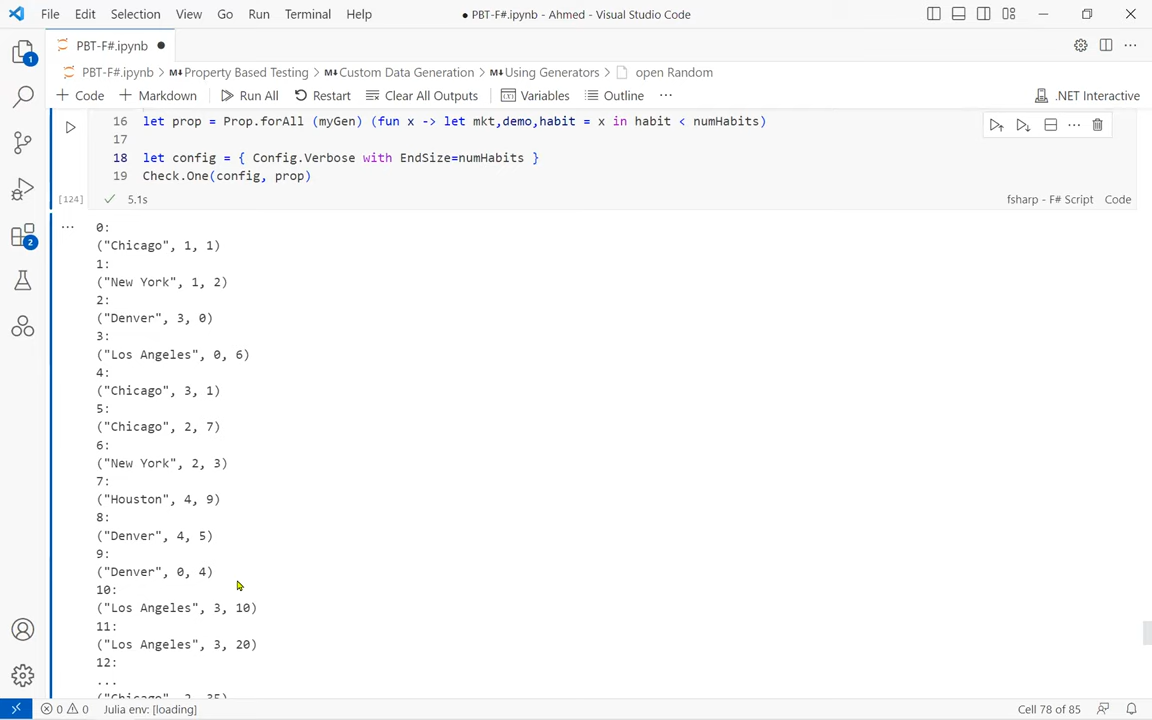 File Edit Selection View Go Run Terminal Help
● PBT-F#.ipynb - Ahmed - Visual Studio Code
PBT-F#.ipynb ●
PBT-F#.ipynb > M↓Property Based Testing > M↓Custom Data Generation > M↓Using Generators > open Random
+ Code + Markdown Run All Restart Clear All Outputs Variables Outline ... .NET Interactive
16 let prop = Prop.forAll (myGen) (fun x -> let mkt,demo,habit = x in habit < numHabits)
17
18 let config = { Config.Verbose with EndSize=numHabits }
19 Check.One(config, prop)
[124] ✓ 5.1s fsharp - F# Script Code
... 0:
("Chicago", 1, 1)
1:
("New York", 1, 2)
2:
("Denver", 3, 0)
3:
("Los Angeles", 0, 6)
4:
("Chicago", 3, 1)
5:
("Chicago", 2, 7)
6:
("New York", 2, 3)
7:
("Houston", 4, 9)
8:
("Denver", 4, 5)
9:
("Denver", 0, 4)
10:
("Los Angeles", 3, 10)
11:
("Los Angeles", 3, 20)
12:
...
("Chicago", 2, 35)
1
2
0 0 Julia env: [loading] Cell 78 of 85